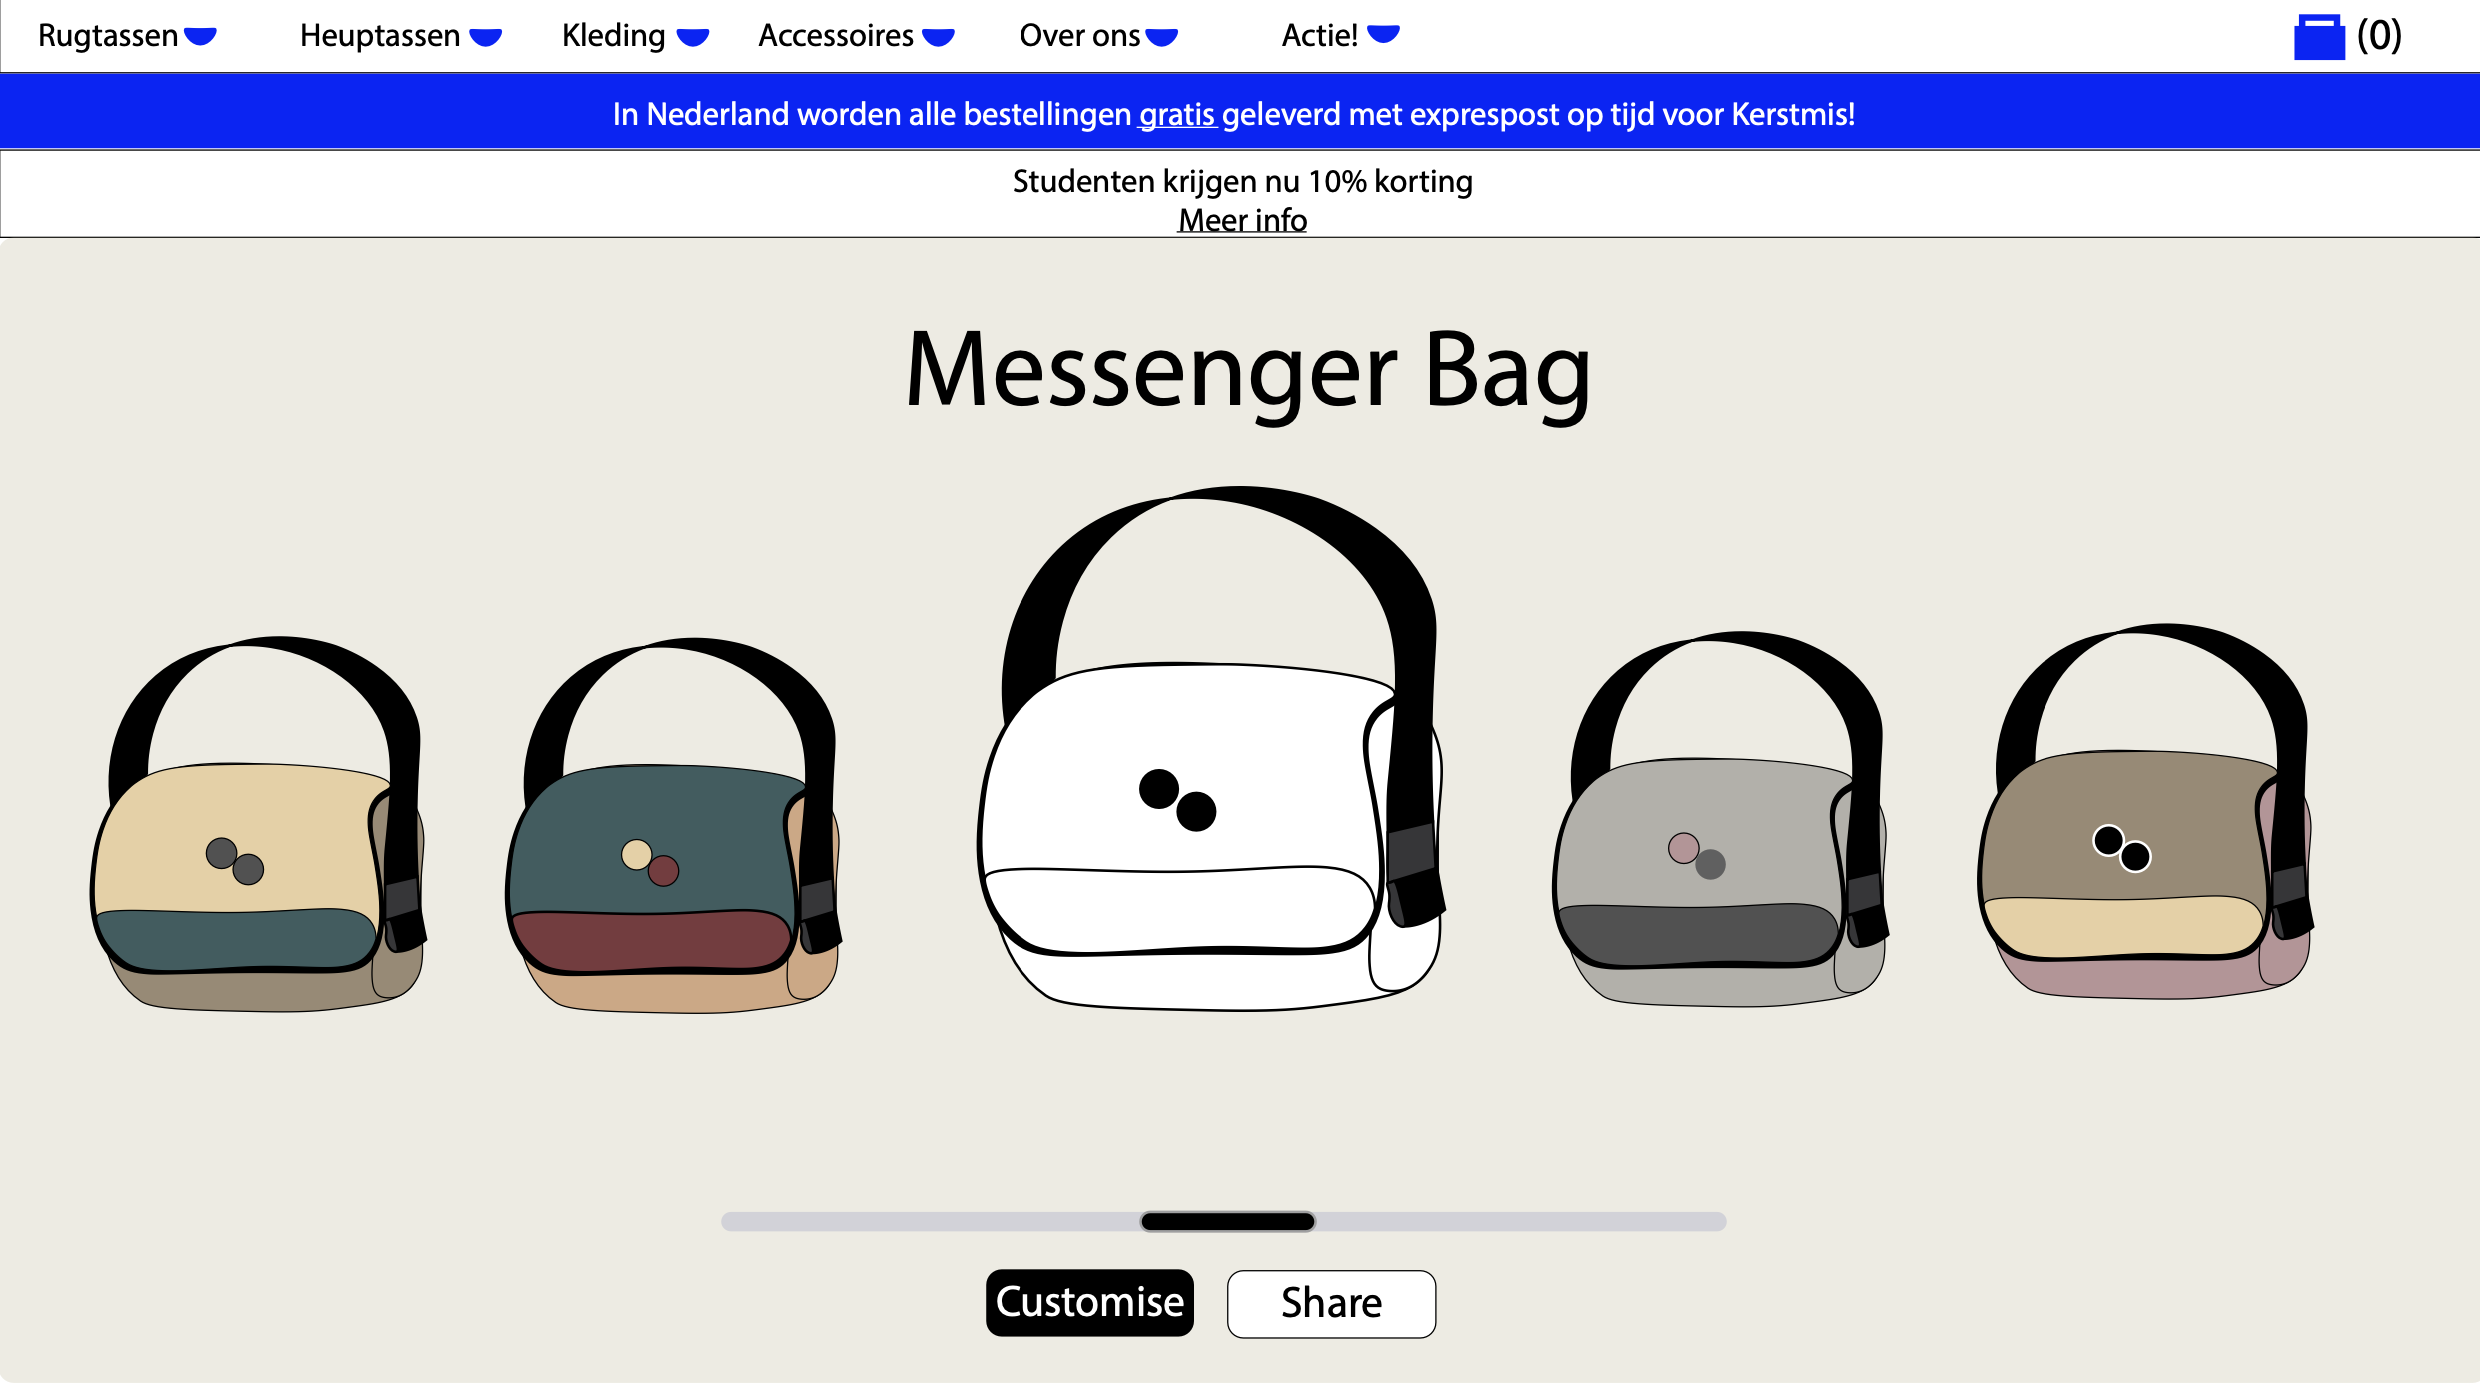 Rugtassen Heuptassen Kleding Accessoires Over ons Actie! (0)
In Nederland worden alle bestellingen gratis geleverd met exprespost op tijd voor Kerstmis!
Studenten krijgen nu 10% korting
Meer info
Messenger Bag
Customise Share